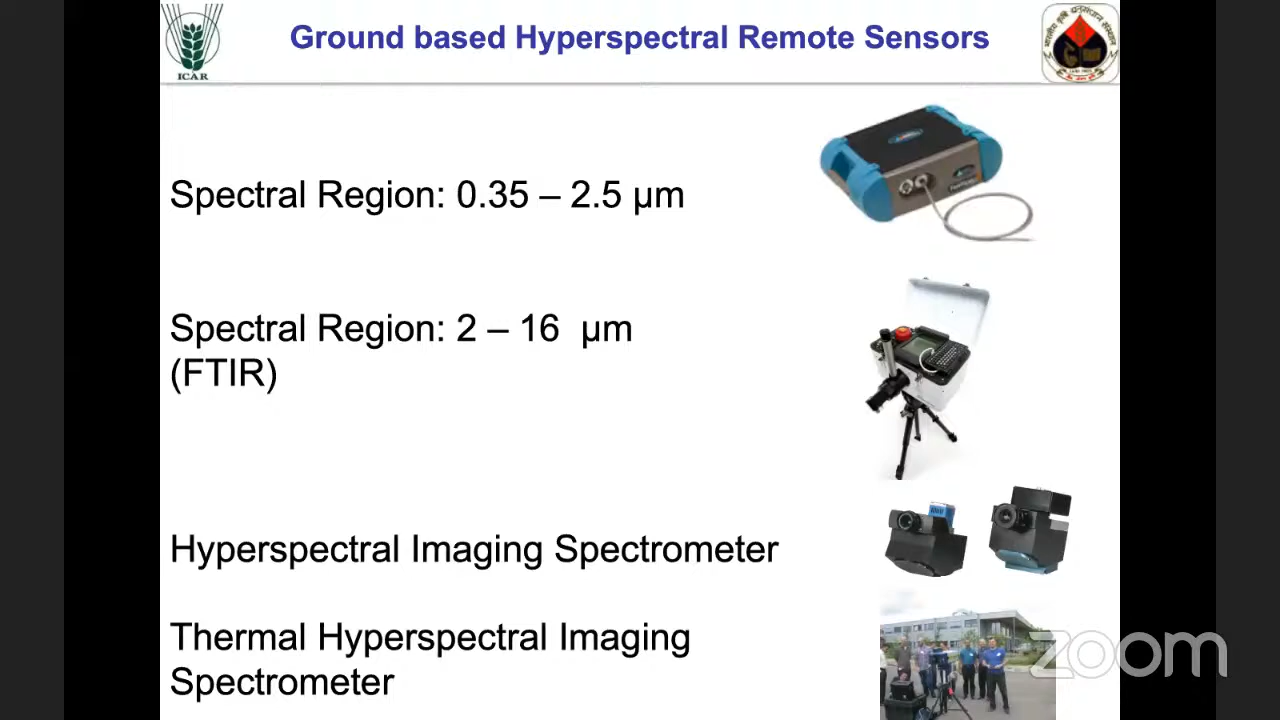 Ground based Hyperspectral Remote Sensors
ICAR
Spectral Region: 0.35 – 2.5 µm
Spectral Region: 2 – 16 µm
(FTIR)
Hyperspectral Imaging Spectrometer
Thermal Hyperspectral Imaging
Spectrometer
zoom